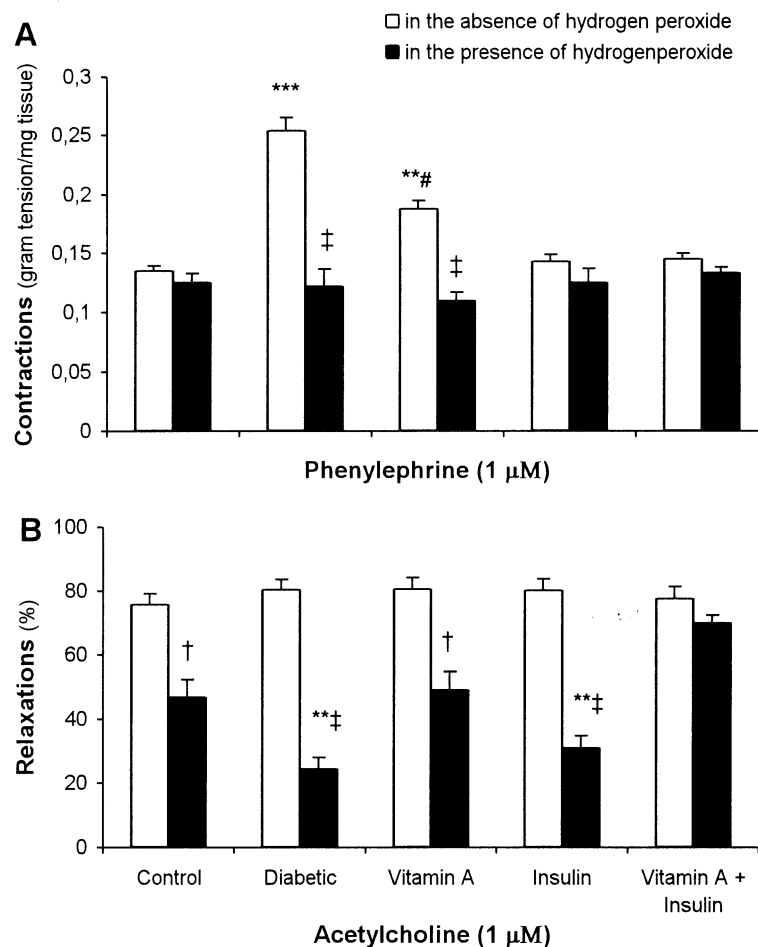 in the absence of hydrogen peroxide
A
in the presence of hydrogenperoxide
Contractions (gram tension/mg tissue)
0,3
0,25
0,2
0,15
0,1
0,05
0
***
‡
**#
‡
Phenylephrine (1 μM)
B
Relaxations (%)
100
80
60
40
20
0
†
**‡
†
**‡
Control Diabetic Vitamin A Insulin Vitamin A +
Insulin
Acetylcholine (1 μM)